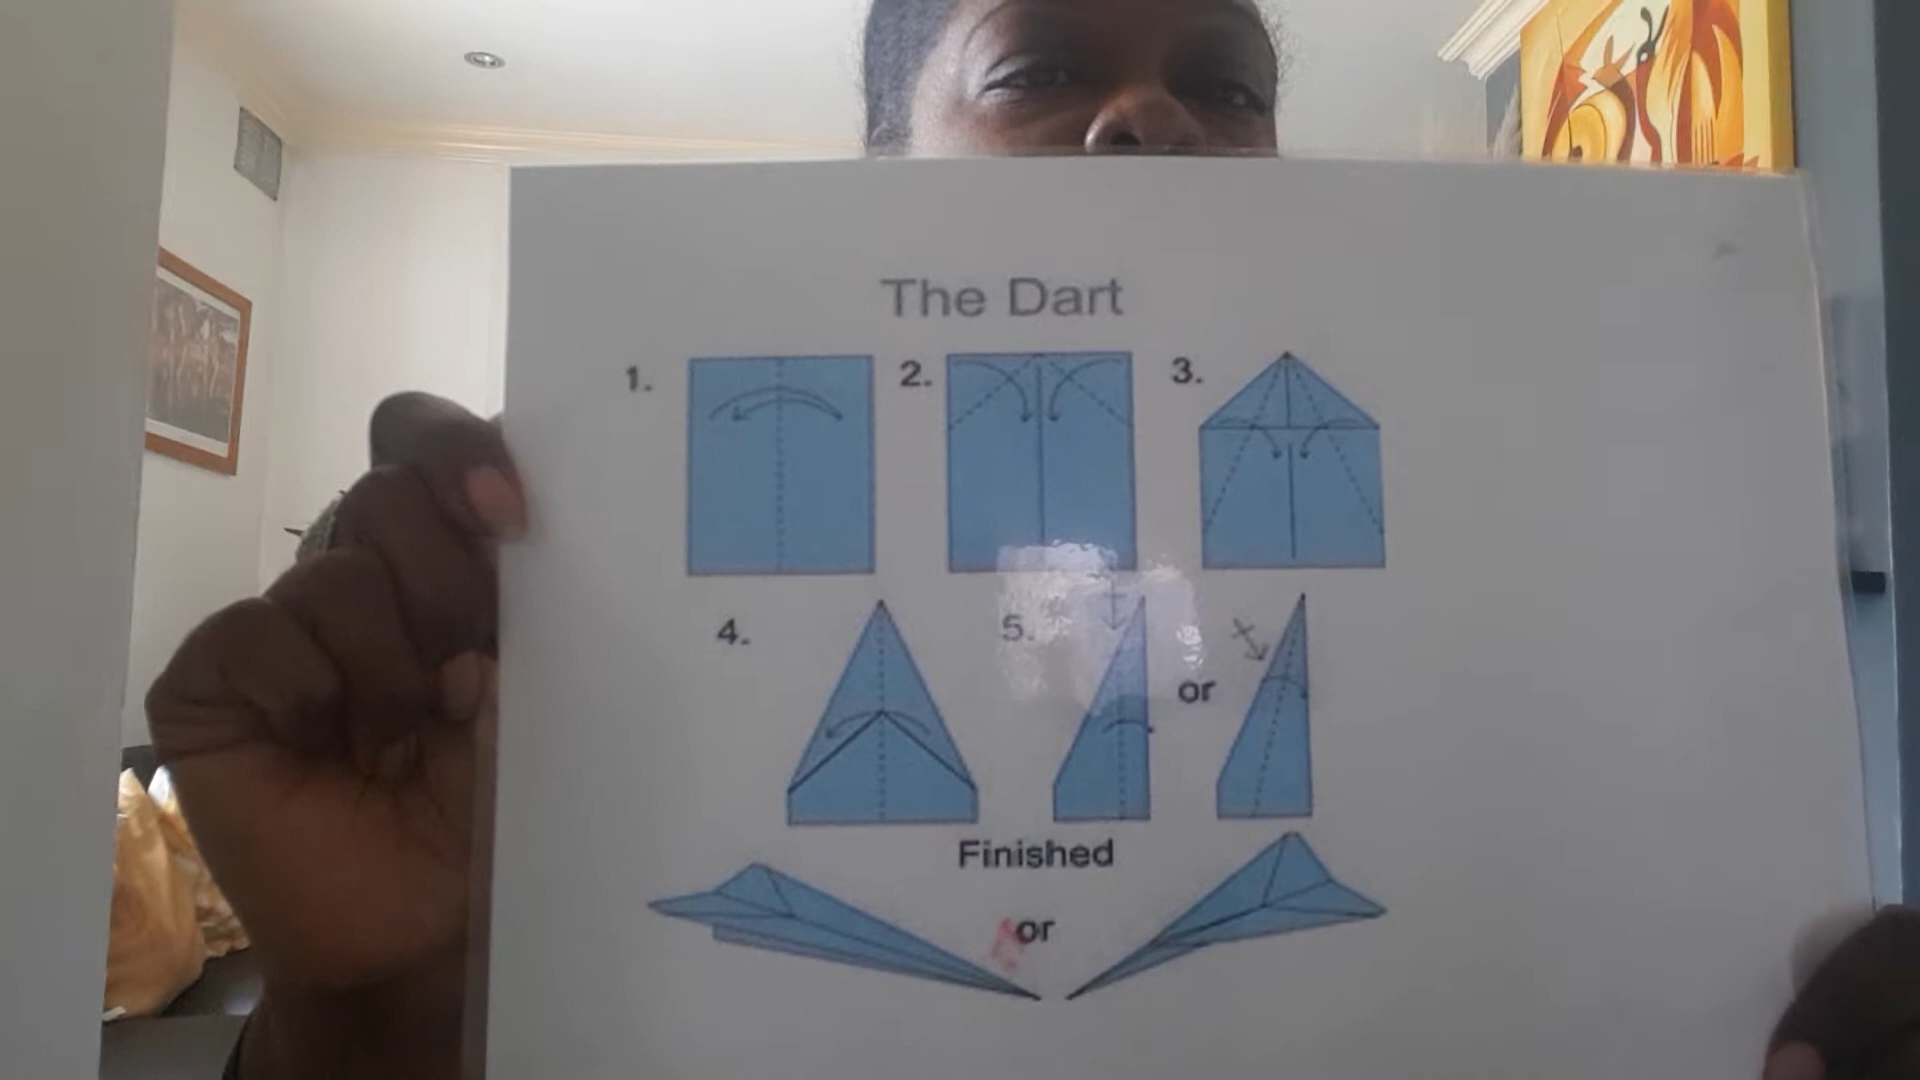 The Dart
1.
2.
3.
4.
5.
or
Finished
or